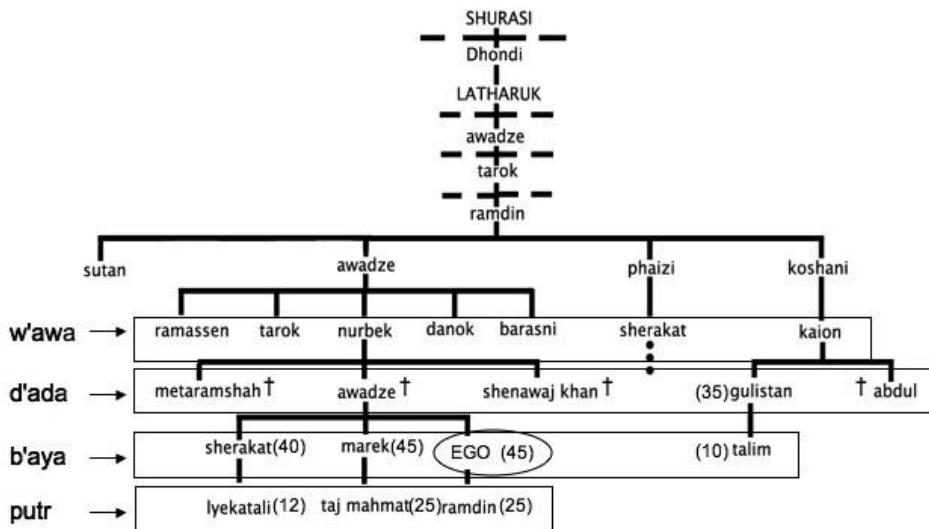 SHURASI
Dhondi
LATHARUK
awadze
tarok
ramdin
sutan awadze phaizi koshani
w'awa ramassen tarok nurbek danok barasni sherakat kaion
d'ada metaramshah † awadze † shenawaj khan † (35) gulistan † abdul
b'aya sherakat (40) marek (45) EGO (45) (10) talim
putr lyekatali (12) taj mahmat (25) ramdin (25)